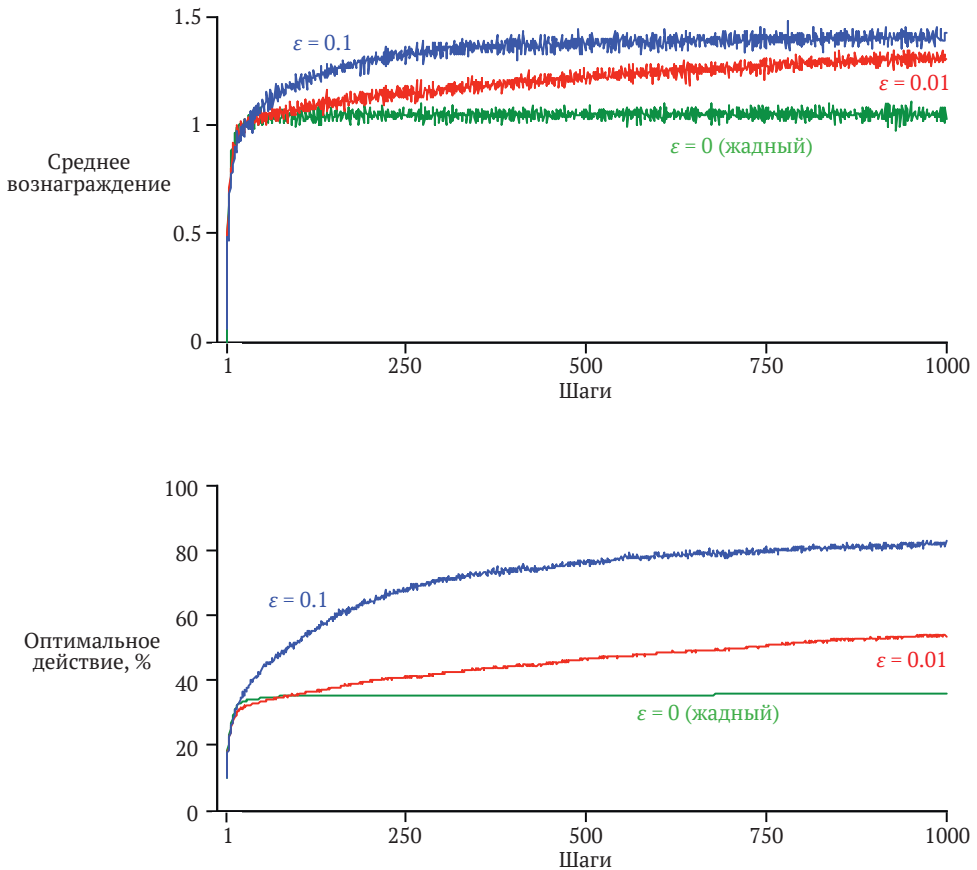 1.5
ε = 0.1
ε = 0.01
1
ε = 0 (жадный)
Среднее
вознаграждение
0.5
0
1
250
500
750
1000
Шаги
100
80
ε = 0.1
60
Оптимальное
действие, %
ε = 0.01
40
ε = 0 (жадный)
20
0
1
250
500
750
1000
Шаги